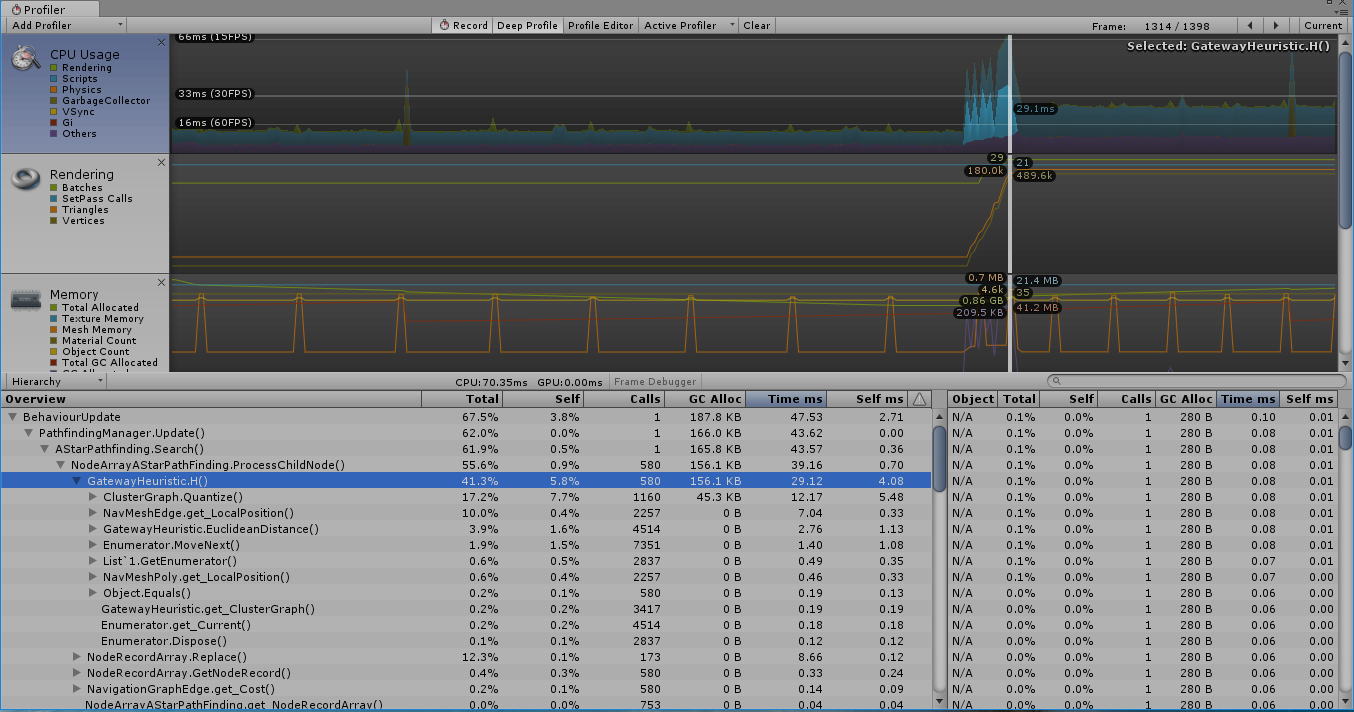 Profiler
Add Profiler Record Deep Profile Profile Editor Active Profiler Clear Frame: 1314 / 1398 Current
CPU Usage
Rendering
Scripts
Physics
GarbageCollector
VSync
Gi
Others
66ms (15FPS)
33ms (30FPS)
16ms (60FPS)
Selected: GatewayHeuristic.H()
29.1ms
Rendering
Batches
SetPass Calls
Triangles
Vertices
29
180.0k
21
489.6k
Memory
Total Allocated
Texture Memory
Mesh Memory
Material Count
Object Count
Total GC Allocated
0.7 MB
4.6k
0.86 GB
209.5 KB
21.4 MB
35
41.2 MB
Hierarchy CPU:70.35ms GPU:0.00ms Frame Debugger
Overview Total Self Calls GC Alloc Time ms Self ms Object Total Self Calls GC Alloc Time ms Self ms
BehaviourUpdate 67.5% 3.8% 1 187.8 KB 47.53 2.71 N/A 0.1% 0.0% 1 280 B 0.10 0.01
PathfindingManager.Update() 62.0% 0.0% 1 166.0 KB 43.62 0.00 N/A 0.1% 0.0% 1 280 B 0.08 0.01
AStarPathfinding.Search() 61.9% 0.5% 1 165.8 KB 43.57 0.36 N/A 0.1% 0.0% 1 280 B 0.08 0.01
NodeArrayAStarPathFinding.ProcessChildNode() 55.6% 0.9% 580 156.1 KB 39.16 0.70 N/A 0.1% 0.0% 1 280 B 0.08 0.01
GatewayHeuristic.H() 41.3% 5.8% 580 156.1 KB 29.12 4.08 N/A 0.1% 0.0% 1 280 B 0.08 0.01
ClusterGraph.Quantize() 17.2% 7.7% 1160 45.3 KB 12.17 5.48 N/A 0.1% 0.0% 1 280 B 0.08 0.01
NavMeshEdge.get_LocalPosition() 10.0% 0.4% 2257 0 B 7.04 0.33 N/A 0.1% 0.0% 1 280 B 0.08 0.01
GatewayHeuristic.EuclideanDistance() 3.9% 1.6% 4514 0 B 2.76 1.13 N/A 0.1% 0.0% 1 280 B 0.08 0.01
Enumerator.MoveNext() 1.9% 1.5% 7351 0 B 1.40 1.08 N/A 0.1% 0.0% 1 280 B 0.08 0.01
List`1.GetEnumerator() 0.6% 0.5% 2837 0 B 0.49 0.35 N/A 0.1% 0.0% 1 280 B 0.07 0.01
NavMeshPoly.get_LocalPosition() 0.6% 0.4% 2257 0 B 0.46 0.33 N/A 0.1% 0.0% 1 280 B 0.07 0.00
Object.Equals() 0.2% 0.1% 580 0 B 0.19 0.13 N/A 0.1% 0.0% 1 280 B 0.06 0.00
GatewayHeuristic.get_ClusterGraph() 0.2% 0.2% 3417 0 B 0.19 0.19 N/A 0.1% 0.0% 1 280 B 0.06 0.00
Enumerator.get_Current() 0.2% 0.2% 4514 0 B 0.18 0.18 N/A 0.1% 0.0% 1 280 B 0.06 0.00
Enumerator.Dispose() 0.1% 0.1% 2837 0 B 0.12 0.12 N/A 0.1% 0.0% 1 280 B 0.06 0.00
NodeRecordArray.Replace() 12.3% 0.1% 173 0 B 8.66 0.12 N/A 0.1% 0.0% 1 280 B 0.06 0.00
NodeRecordArray.GetNodeRecord() 0.4% 0.3% 580 0 B 0.33 0.24 N/A 0.1% 0.0% 1 280 B 0.06 0.00
NavigationGraphEdge.get_Cost() 0.2% 0.1% 580 0 B 0.14 0.09 N/A 0.1% 0.0% 1 280 B 0.06 0.00
NodeArrayAStarPathFinding.get_NodeRecordArray() 0.0% 0.0% 753 0 B 0.04 0.04 N/A 0.1% 0.0% 1 280 B 0.06 0.00